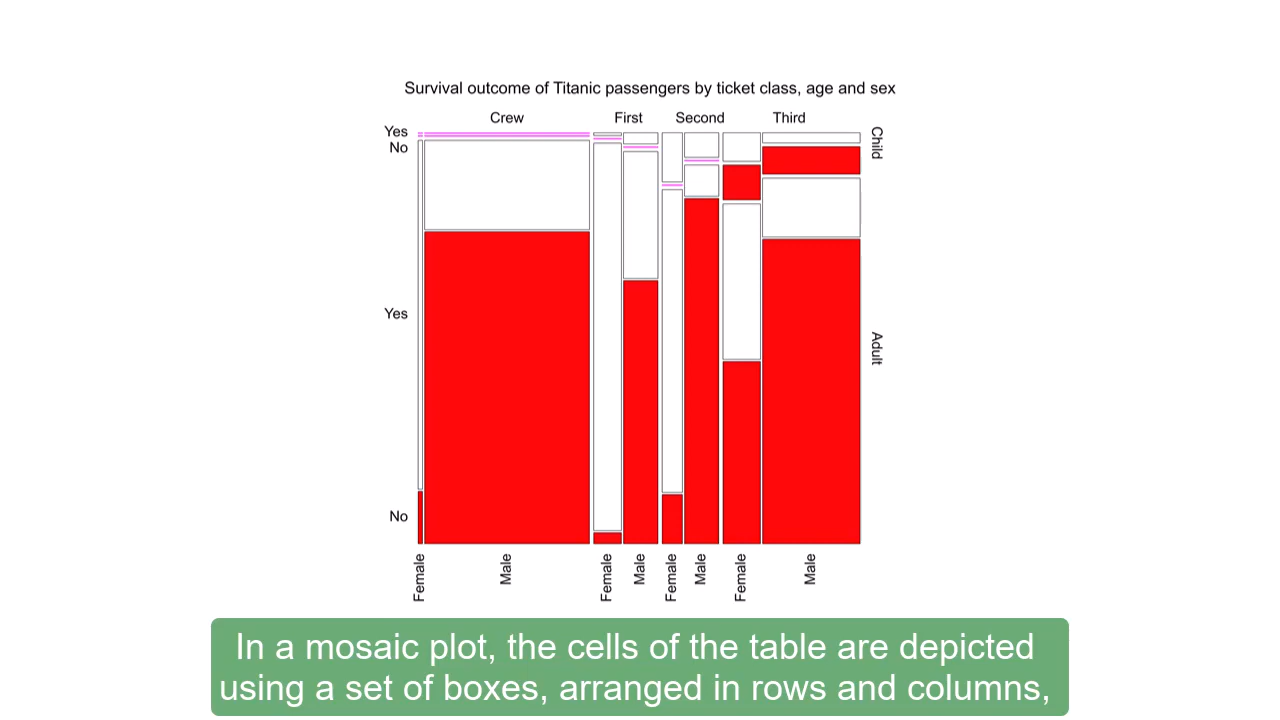 Survival outcome of Titanic passengers by ticket class, age and sex
Crew First Second Third
Yes
No
Child
Yes
Adult
No
Female Male Female Male Female Male Female Male
In a mosaic plot, the cells of the table are depicted
using a set of boxes, arranged in rows and columns,